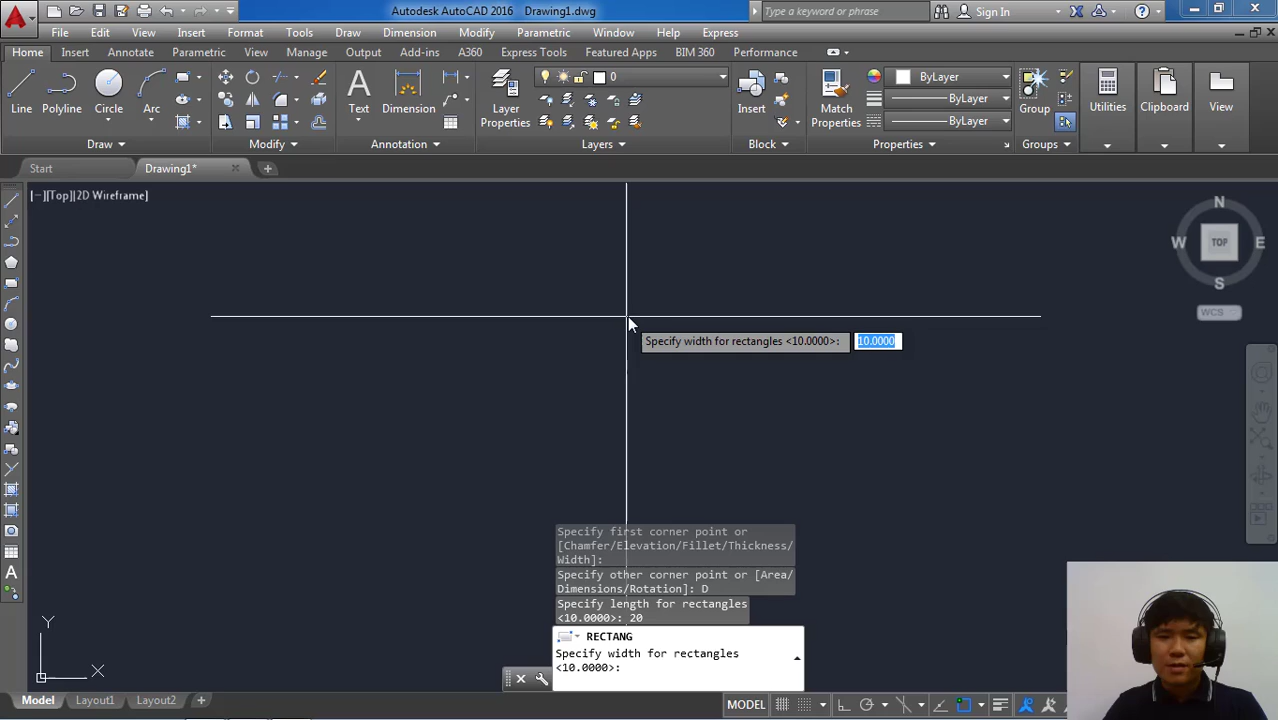 Autodesk AutoCAD 2016 Drawing1.dwg
Type a keyword or phrase
Sign In
File Edit View Insert Format Tools Draw Dimension Modify Parametric Window Help Express
Home Insert Annotate Parametric View Manage Output Add-ins A360 Express Tools Featured Apps BIM 360 Performance
0
ByLayer
ByLayer
ByLayer
Line Polyline Circle Arc
Text Dimension
Layer
Properties
Insert
Match
Properties
Group
Utilities Clipboard View
Draw Modify Annotation Layers Block Properties Groups
Start Drawing1*
[−][Top][2D Wireframe]
N
W TOP E
S
WCS
Specify width for rectangles <10.0000>: 10.0000
Specify first corner point or
[Chamfer/Elevation/Fillet/Thickness/
Width]:
Specify other corner point or [Area/
Dimensions/Rotation]: D
Specify length for rectangles
<10.0000>: 20
RECTANG
Specify width for rectangles
<10.0000>:
Y
X
Model Layout1 Layout2
MODEL